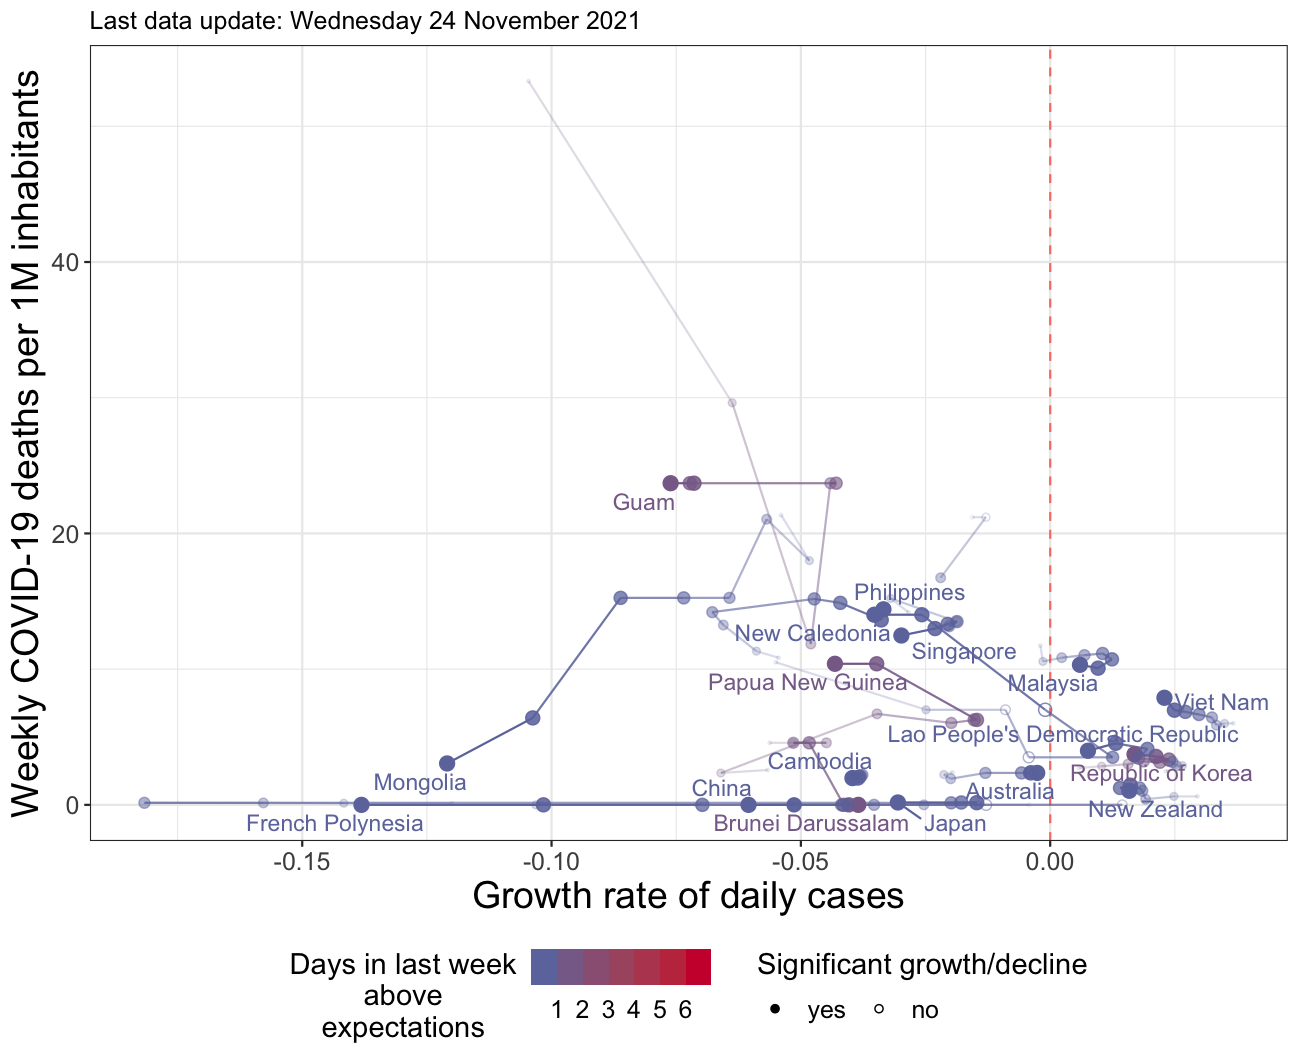 Last data update: Wednesday 24 November 2021
Weekly COVID-19 deaths per 1M inhabitants
40
20
0
Guam
Philippines
New Caledonia
Singapore
Papua New Guinea
Malaysia
Viet Nam
Lao People's Democratic Republic
Cambodia
Republic of Korea
Mongolia
China
Australia
New Zealand
French Polynesia
Brunei Darussalam
Japan
-0.15
-0.10
-0.05
0.00
Growth rate of daily cases
Days in last week
above
expectations
1 2 3 4 5 6
Significant growth/decline
yes
no